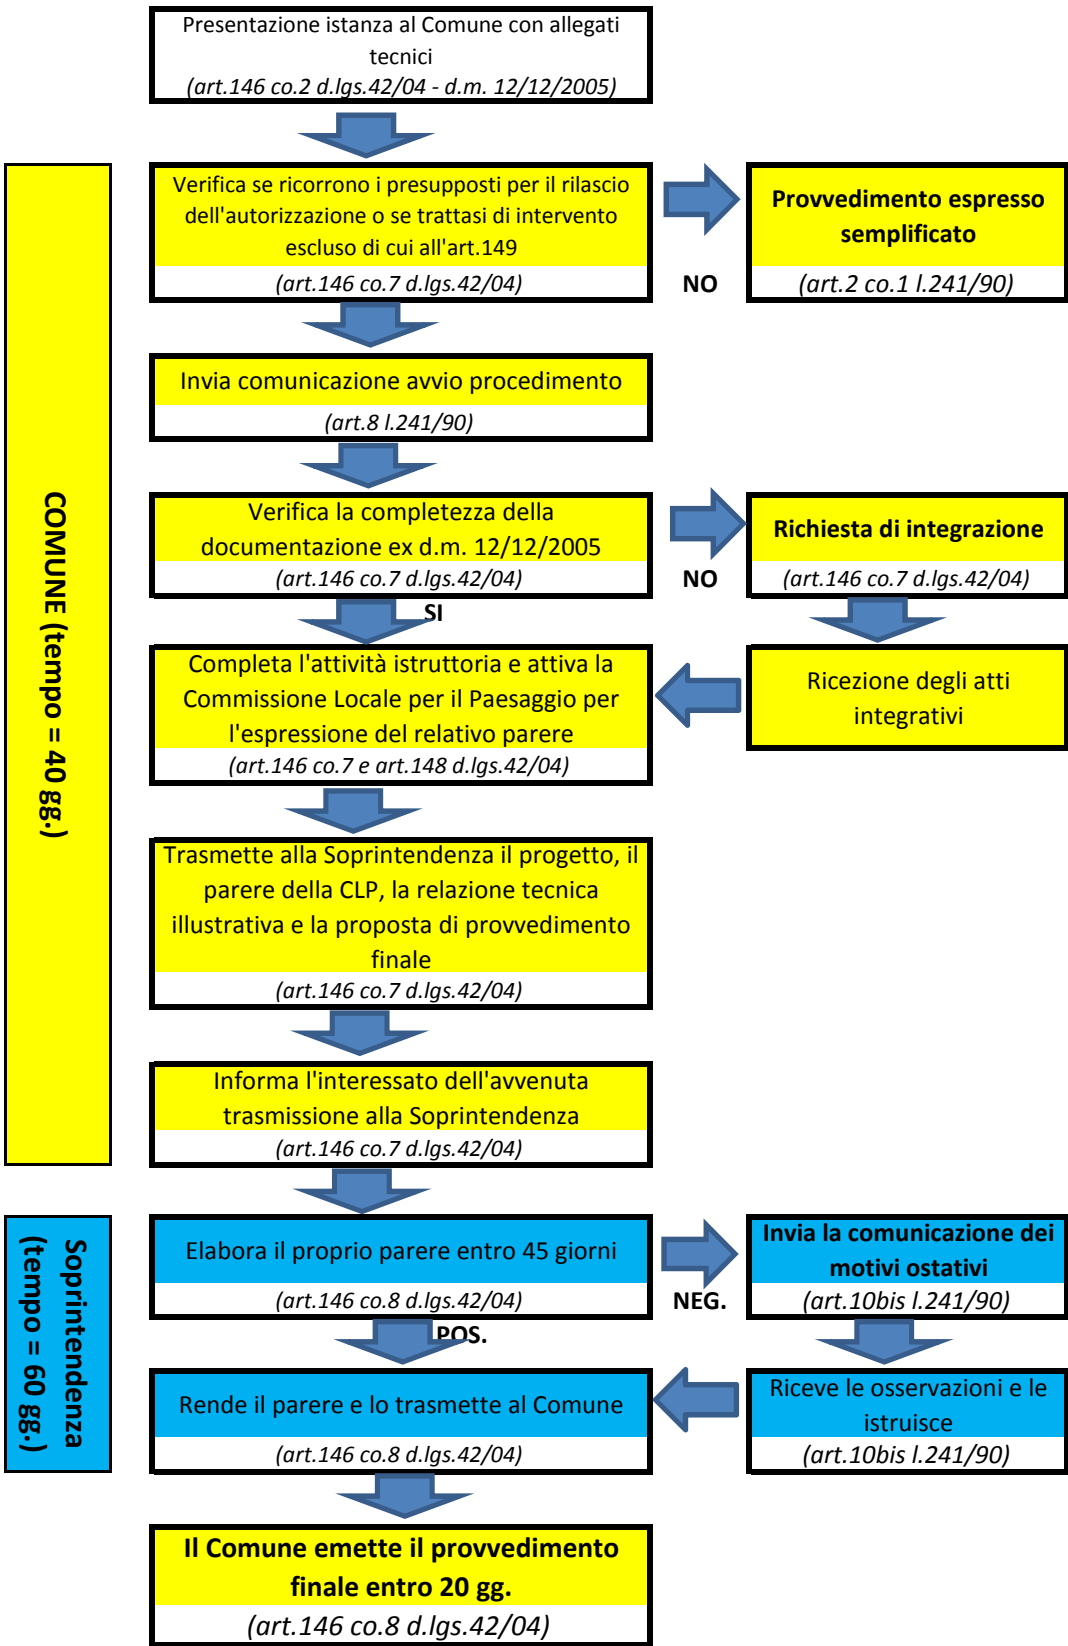 Presentazione istanza al Comune con allegati
tecnici
(art.146 co.2 d.lgs.42/04 - d.m. 12/12/2005)
COMUNE (tempo = 40 gg.)
Verifica se ricorrono i presupposti per il rilascio
dell'autorizzazione o se trattasi di intervento
escluso di cui all'art.149
(art.146 co.7 d.lgs.42/04)
NO
Provvedimento espresso
semplificato
(art.2 co.1 l.241/90)
Invia comunicazione avvio procedimento
(art.8 l.241/90)
Verifica la completezza della
documentazione ex d.m. 12/12/2005
(art.146 co.7 d.lgs.42/04)
NO
Richiesta di integrazione
(art.146 co.7 d.lgs.42/04)
SI
Completa l'attività istruttoria e attiva la
Commissione Locale per il Paesaggio per
l'espressione del relativo parere
(art.146 co.7 e art.148 d.lgs.42/04)
Ricezione degli atti
integrativi
Trasmette alla Soprintendenza il progetto, il
parere della CLP, la relazione tecnica
illustrativa e la proposta di provvedimento
finale
(art.146 co.7 d.lgs.42/04)
Informa l'interessato dell'avvenuta
trasmissione alla Soprintendenza
(art.146 co.7 d.lgs.42/04)
Soprintendenza
(tempo = 60 gg.)
Elabora il proprio parere entro 45 giorni
(art.146 co.8 d.lgs.42/04)
NEG.
Invia la comunicazione dei
motivi ostativi
(art.10bis l.241/90)
POS.
Rende il parere e lo trasmette al Comune
(art.146 co.8 d.lgs.42/04)
Riceve le osservazioni e le
istruisce
(art.10bis l.241/90)
Il Comune emette il provvedimento
finale entro 20 gg.
(art.146 co.8 d.lgs.42/04)